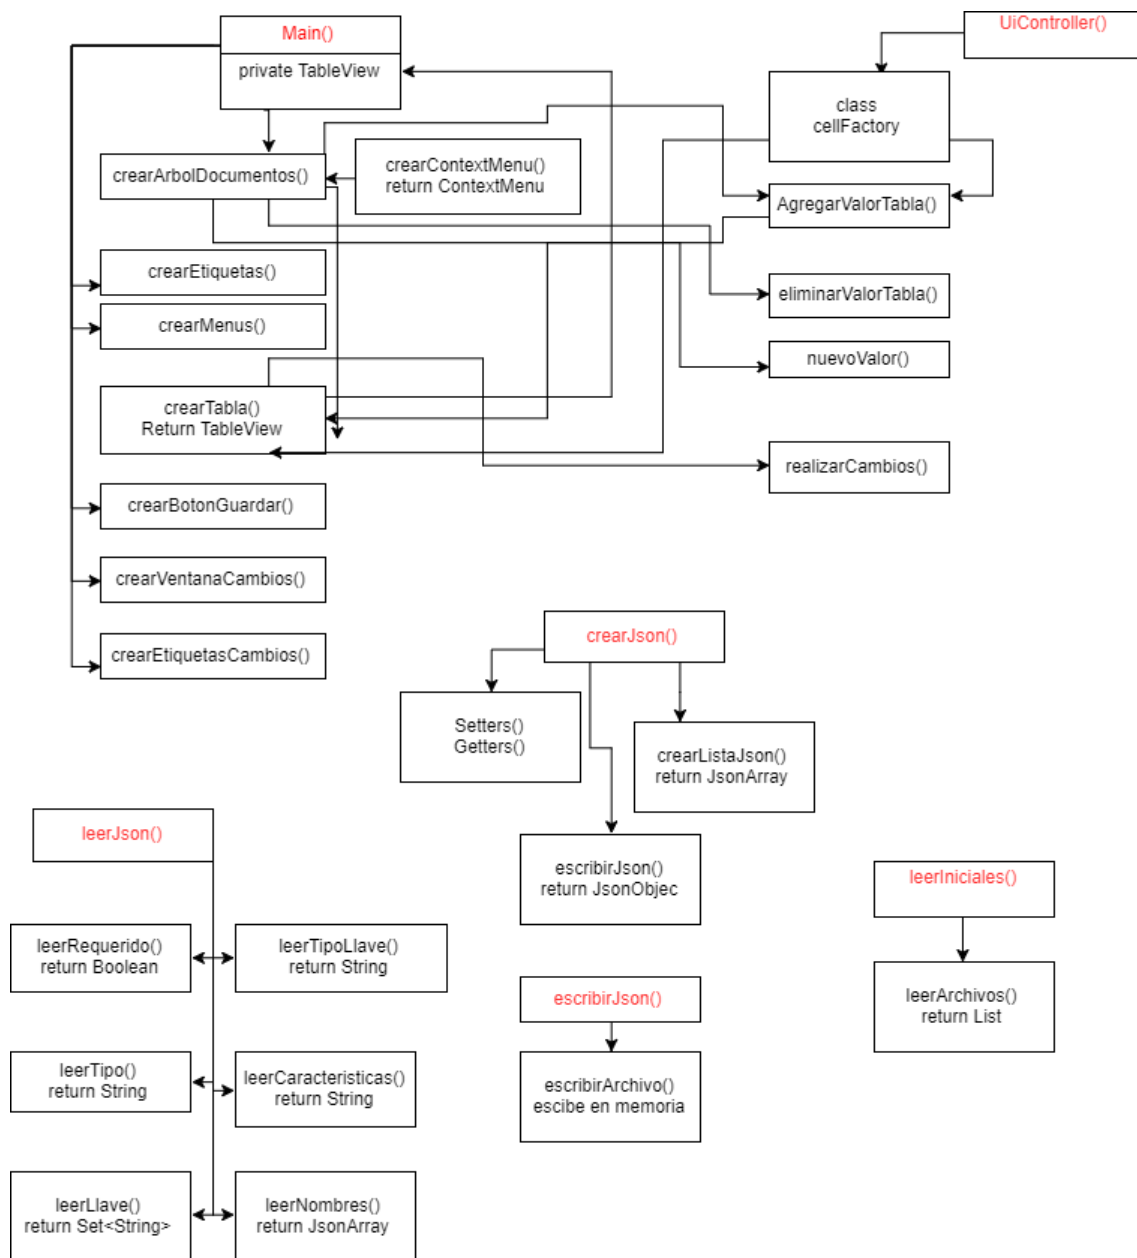 Main()
private TableView
UiController()
class
cellFactory
crearArbolDocumentos()
crearContextMenu()
return ContextMenu
AgregarValorTabla()
crearEtiquetas()
eliminarValorTabla()
crearMenus()
nuevoValor()
crearTabla()
Return TableView
realizarCambios()
crearBotonGuardar()
crearVentanaCambios()
crearEtiquetasCambios()
crearJson()
Setters()
Getters()
crearListaJson()
return JsonArray
leerJson()
escribirJson()
return JsonObjec
leerIniciales()
leerRequerido()
return Boolean
leerTipoLlave()
return String
escribirJson()
leerArchivos()
return List
leerTipo()
return String
leerCaracteristicas()
return String
escribirArchivo()
escibe en memoria
leerLlave()
return Set<String>
leerNombres()
return JsonArray